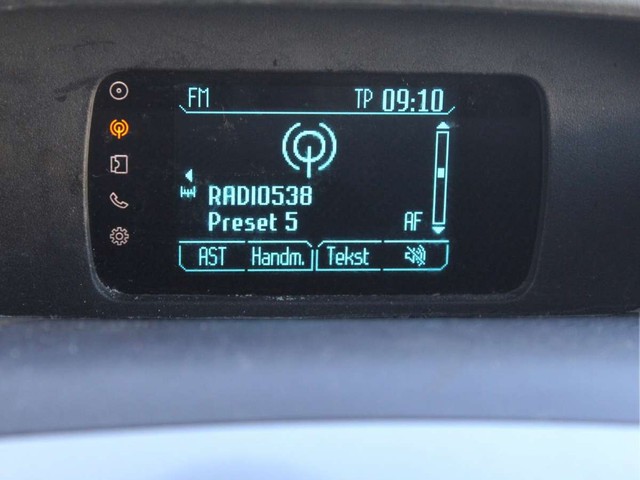 FM TP 09:10
RADIO538
Preset 5 AF
AST Handm. Tekst